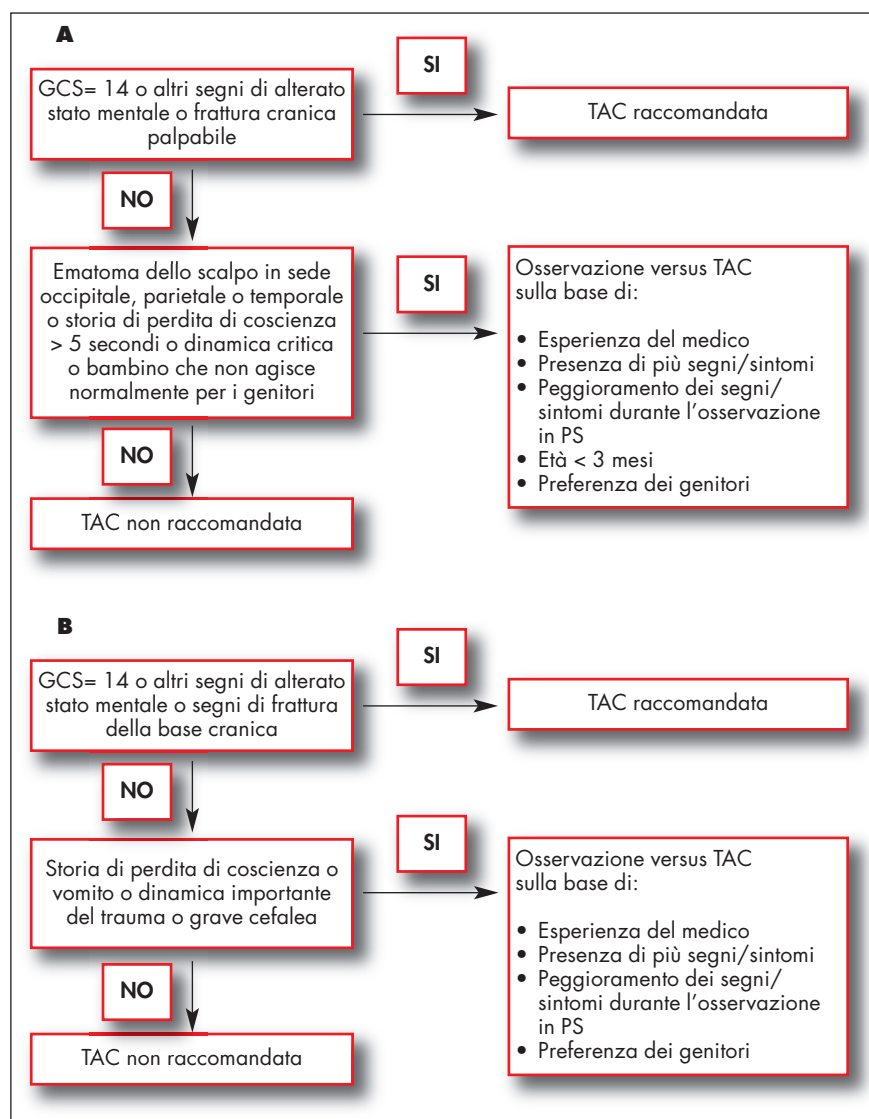 A
GCS= 14 o altri segni di alterato
stato mentale o frattura cranica
palpabile
SI
TAC raccomandata
NO
Ematoma dello scalpo in sede
occipitale, parietale o temporale
o storia di perdita di coscienza
> 5 secondi o dinamica critica
o bambino che non agisce
normalmente per i genitori
SI
Osservazione versus TAC
sulla base di:
• Esperienza del medico
• Presenza di più segni/sintomi
• Peggioramento dei segni/
sintomi durante l'osservazione
in PS
• Età < 3 mesi
• Preferenza dei genitori
NO
TAC non raccomandata
B
GCS= 14 o altri segni di alterato
stato mentale o segni di frattura
della base cranica
SI
TAC raccomandata
NO
Storia di perdita di coscienza o
vomito o dinamica importante
del trauma o grave cefalea
SI
Osservazione versus TAC
sulla base di:
• Esperienza del medico
• Presenza di più segni/sintomi
• Peggioramento dei segni/
sintomi durante l'osservazione
in PS
• Preferenza dei genitori
NO
TAC non raccomandata